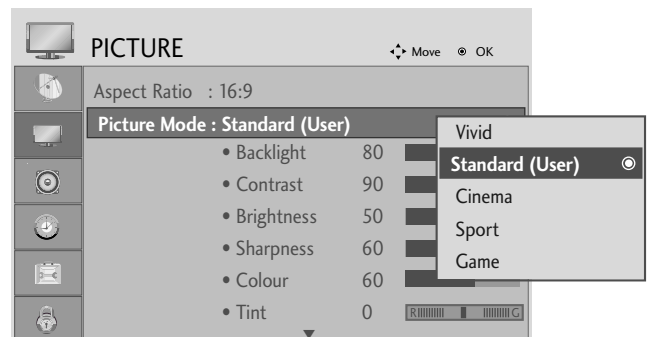 PICTURE
Move OK
Aspect Ratio : 16:9
Picture Mode : Standard (User)
• Backlight 80
• Contrast 90
• Brightness 50
• Sharpness 60
• Colour 60
• Tint 0 R G
Vivid
Standard (User)
Cinema
Sport
Game